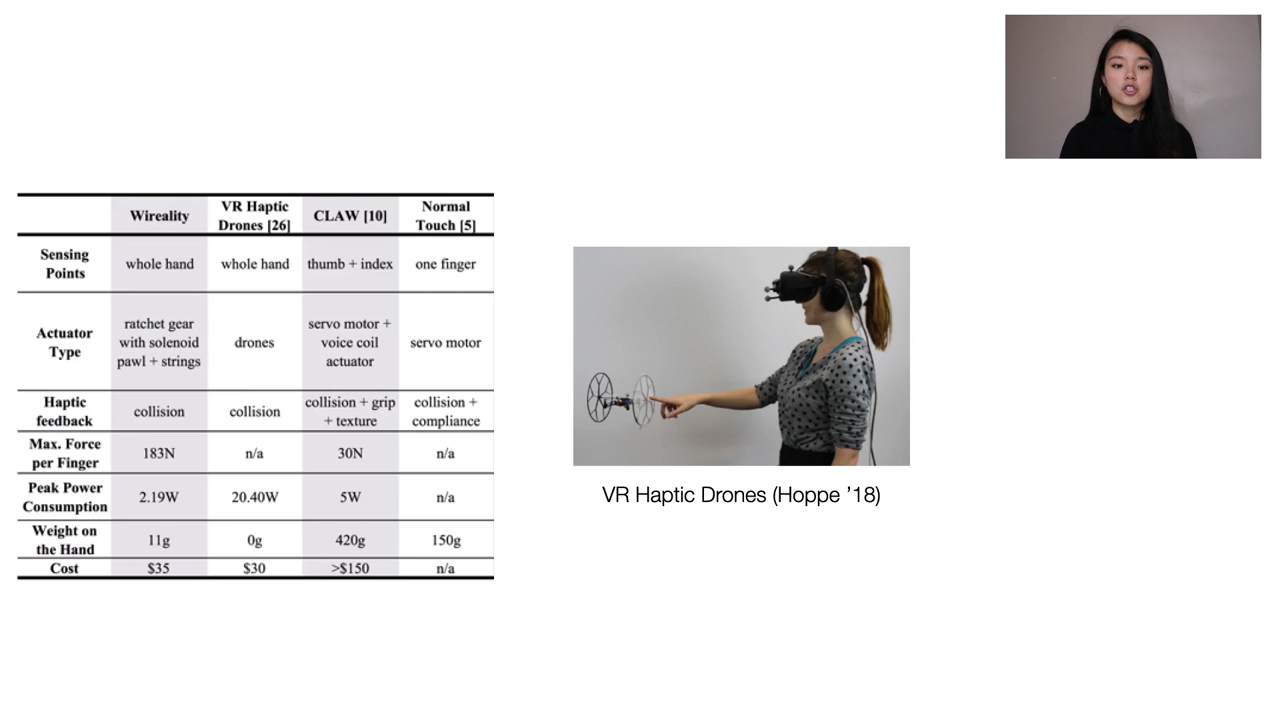 Wireality
VR Haptic
Drones [26]
CLAW [10]
Normal
Touch [5]
Sensing
Points
whole hand
whole hand
thumb + index
one finger
Actuator
Type
ratchet gear
with solenoid
pawl + strings
drones
servo motor +
voice coil
actuator
servo motor
Haptic
feedback
collision
collision
collision + grip
+ texture
collision +
compliance
Max. Force
per Finger
183N
n/a
30N
n/a
Peak Power
Consumption
2.19W
20.40W
5W
n/a
Weight on
the Hand
11g
0g
420g
150g
Cost
$35
$30
>$150
n/a
VR Haptic Drones (Hoppe ’18)